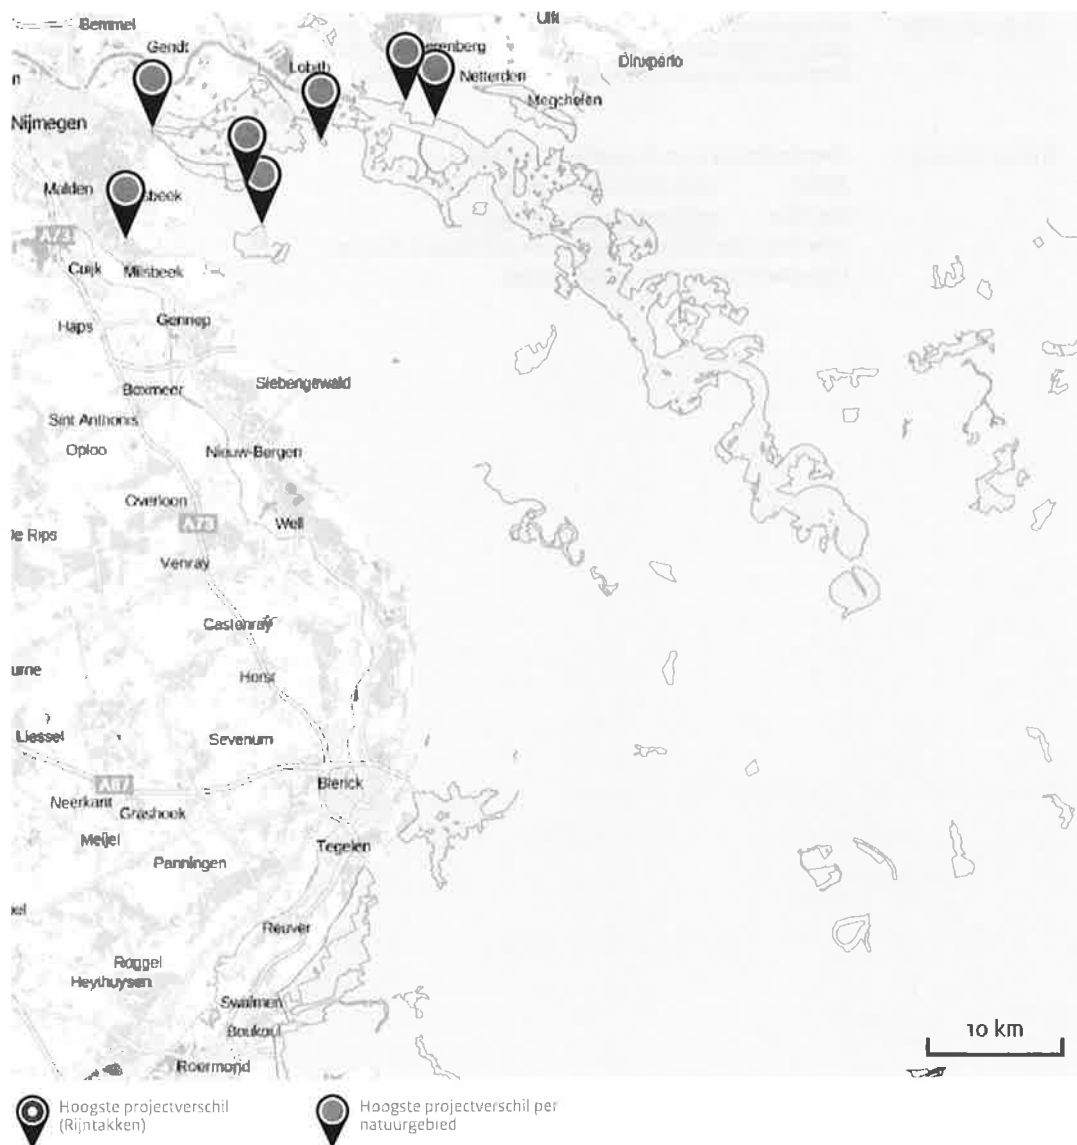 Bemmel
Gendt
Lobith
Netterden
Megchelen
Nijmegen
Malden
A73
Cuijk
Milsbeek
Haps
Gennep
Boxmeer
Siebengewald
Sint Anthonis
Oploo
Nieuw-Bergen
Overloon
A73
Well
Venray
Castenray
Horst
Liessel
Sevenum
A67
Blerick
Neerkant
Grashoek
Meijel
Panningen
Tegelen
Reuver
Roggel
Heythuysen
Swalmen
Boukoul
Roermond
10 km
Hoogste projectverschil
(Rijntakken)
Hoogste projectverschil per
natuurgebied